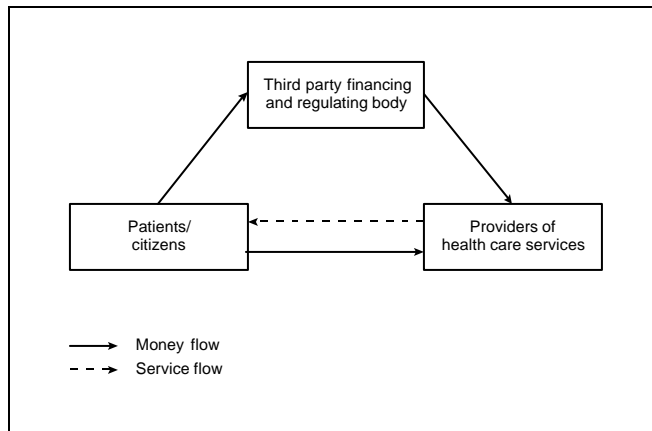 Third party financing
and regulating body
Patients/
citizens
Providers of
health care services
Money flow
Service flow